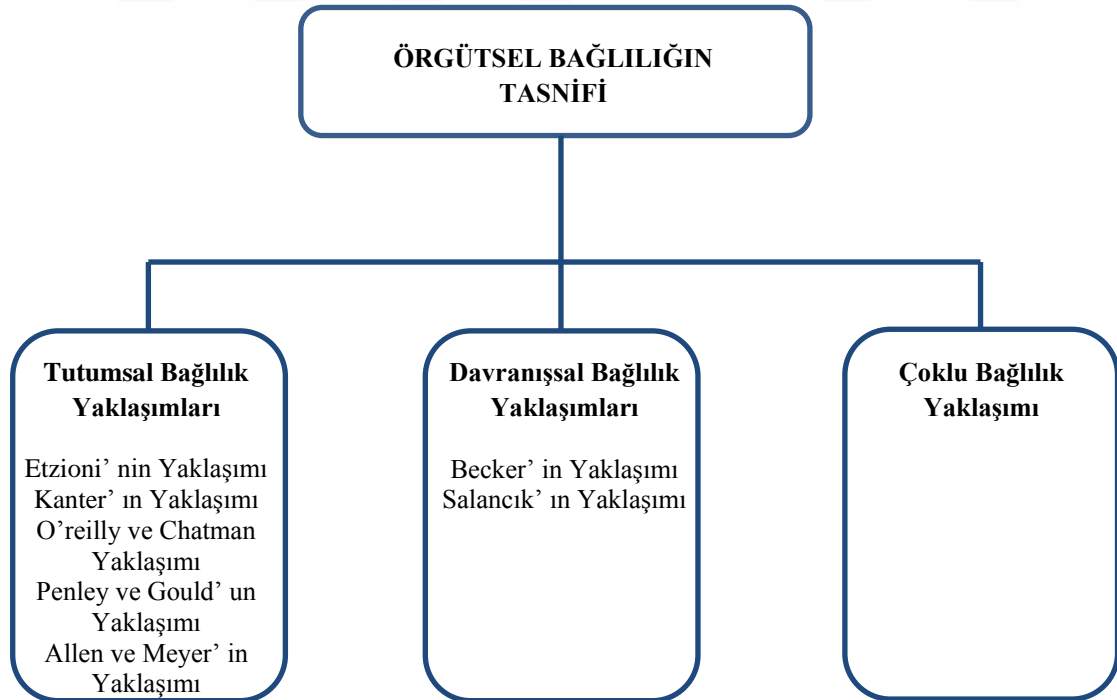 ÖRGÜTSEL BAĞLILIĞIN
TASNİFİ
Tutumsal Bağlılık
Yaklaşımları
Etzioni’ nin Yaklaşımı
Kanter’ ın Yaklaşımı
O’reilly ve Chatman
Yaklaşımı
Penley ve Gould’ un
Yaklaşımı
Allen ve Meyer’ in
Yaklaşımı
Davranışsal Bağlılık
Yaklaşımları
Becker’ in Yaklaşımı
Salancık’ ın Yaklaşımı
Çoklu Bağlılık
Yaklaşımı